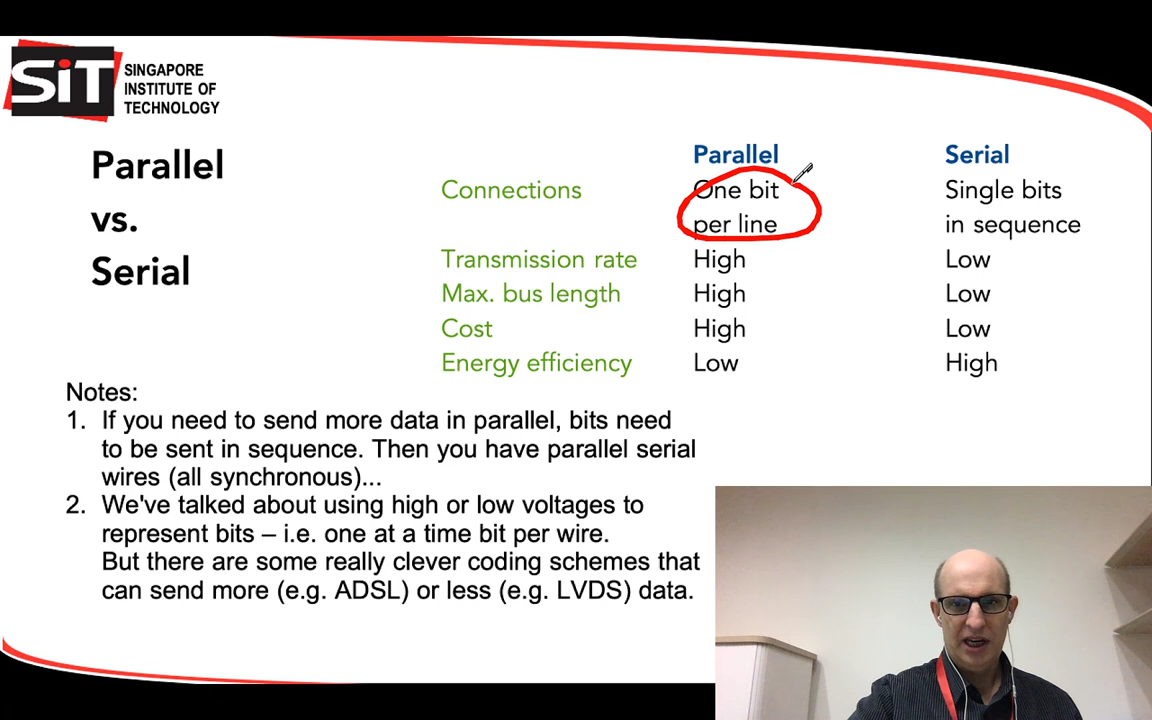 SiT
SINGAPORE
INSTITUTE OF
TECHNOLOGY
Parallel
vs.
Serial
Parallel Serial
Connections One bit Single bits
per line in sequence
Transmission rate High Low
Max. bus length High Low
Cost High Low
Energy efficiency Low High
Notes:
1. If you need to send more data in parallel, bits need
to be sent in sequence. Then you have parallel serial
wires (all synchronous)...
2. We've talked about using high or low voltages to
represent bits – i.e. one at a time bit per wire.
But there are some really clever coding schemes that
can send more (e.g. ADSL) or less (e.g. LVDS) data.